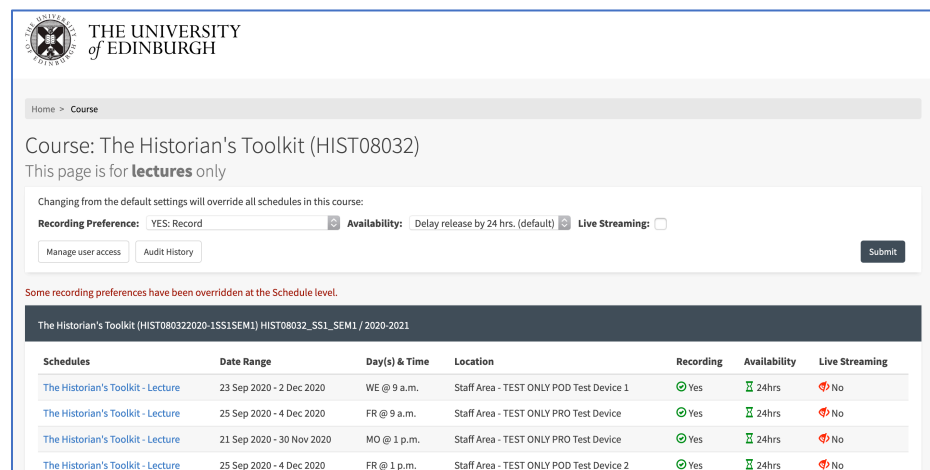 THE UNIVERSITY
of EDINBURGH
THE UNIVERSITY
OF EDINBURGH
Home > Course
Course: The Historian's Toolkit (HIST08032)
This page is for lectures only
Changing from the default settings will override all schedules in this course:
Recording Preference: YES: Record Availability: Delay release by 24 hrs. (default) Live Streaming:
Manage user access Audit History Submit
Some recording preferences have been overridden at the Schedule level.
The Historian's Toolkit (HIST080322020-1SS1SEM1) HIST08032_SS1_SEM1 / 2020-2021
Schedules Date Range Day(s) & Time Location Recording Availability Live Streaming
The Historian's Toolkit - Lecture 23 Sep 2020 - 2 Dec 2020 WE @ 9 a.m. Staff Area - TEST ONLY POD Test Device 1 Yes 24hrs No
The Historian's Toolkit - Lecture 25 Sep 2020 - 4 Dec 2020 FR @ 9 a.m. Staff Area - TEST ONLY PRO Test Device Yes 24hrs No
The Historian's Toolkit - Lecture 21 Sep 2020 - 30 Nov 2020 MO @ 1 p.m. Staff Area - TEST ONLY PRO Test Device Yes 24hrs No
The Historian's Toolkit - Lecture 25 Sep 2020 - 4 Dec 2020 FR @ 1 p.m. Staff Area - TEST ONLY POD Test Device 2 Yes 24hrs No